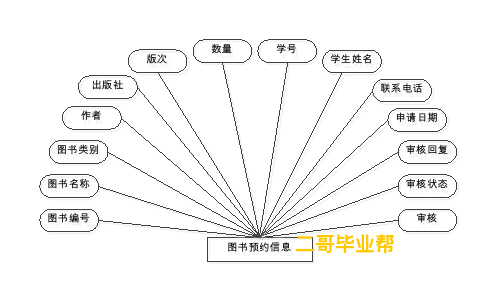 数量
学号
版次
学生姓名
出版社
联系电话
作者
申请日期
图书类别
审核回复
图书名称
审核状态
图书编号
审核
图书预约信息
二哥毕业帮